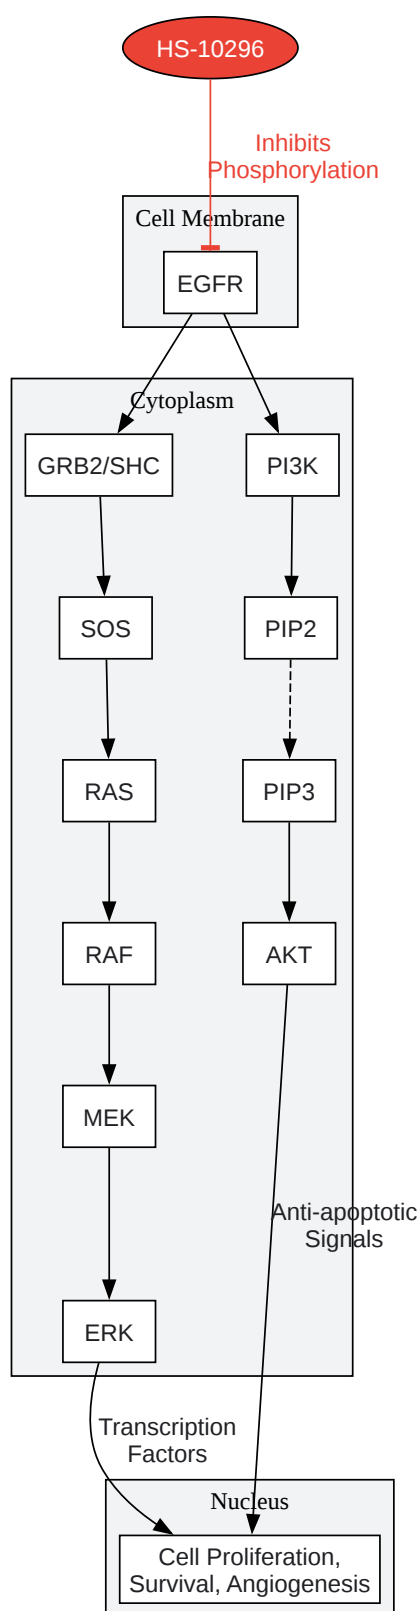 HS-10296
Inhibits
Phosphorylation
Cell Membrane
EGFR
Cytoplasm
GRB2/SHC
PI3K
SOS
PIP2
RAS
PIP3
RAF
AKT
MEK
Anti-apoptotic
Signals
ERK
Transcription
Factors
Nucleus
Cell Proliferation,
Survival, Angiogenesis